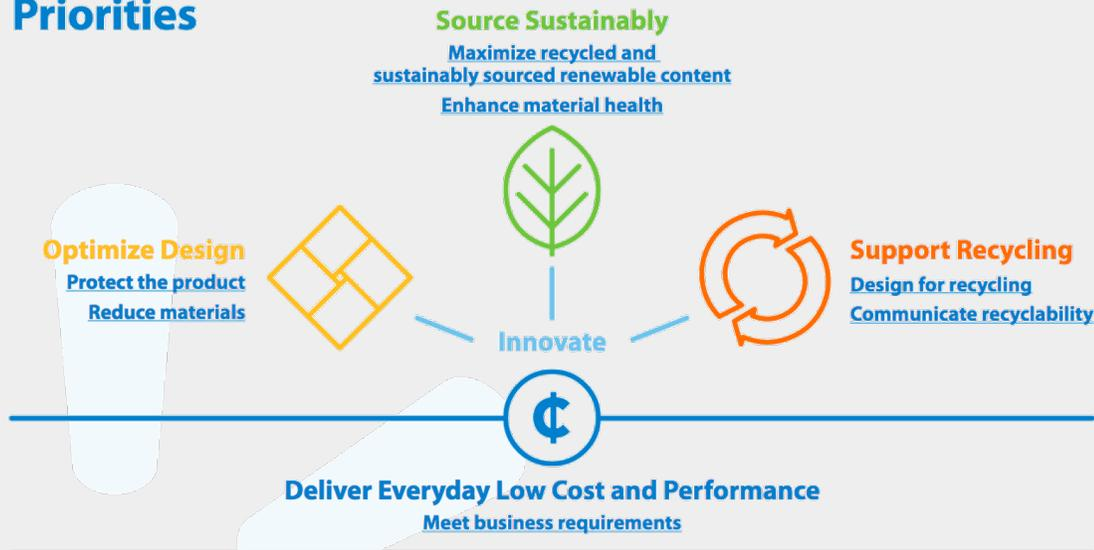 Priorities
Source Sustainably
Maximize recycled and
sustainably sourced renewable content
Enhance material health
Optimize Design
Protect the product
Reduce materials
Support Recycling
Design for recycling
Communicate recyclability
Innovate
¢
Deliver Everyday Low Cost and Performance
Meet business requirements